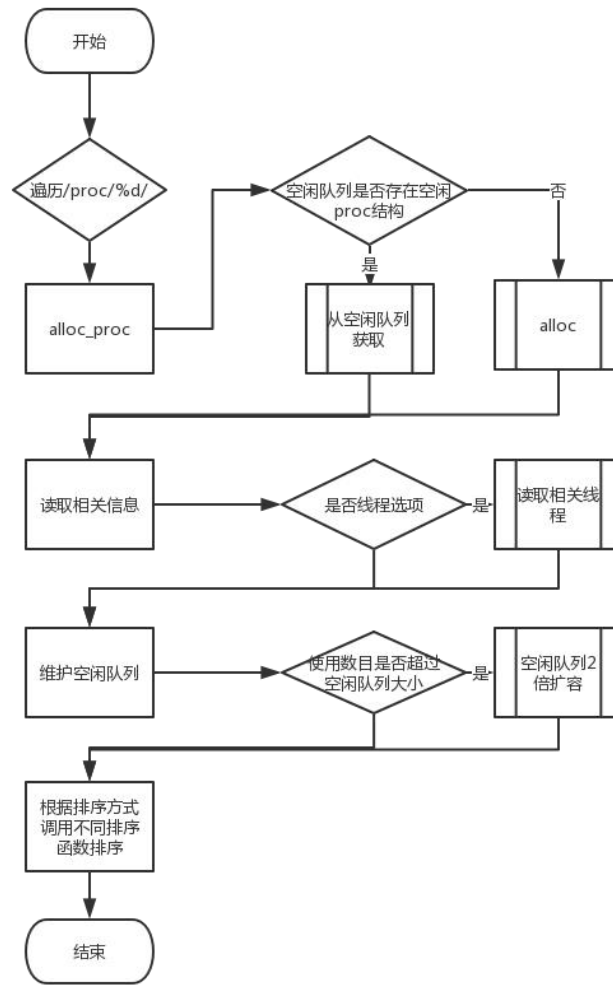 开始
遍历/proc/%d/
空闲队列是否存在空闲
proc结构
否
是
alloc_proc
从空闲队列
获取
alloc
读取相关信息
是否线程选项
是
读取相关线
程
维护空闲队列
使用数目是否超过
空闲队列大小
是
空闲队列2
倍扩容
根据排序方式
调用不同排序
函数排序
结束